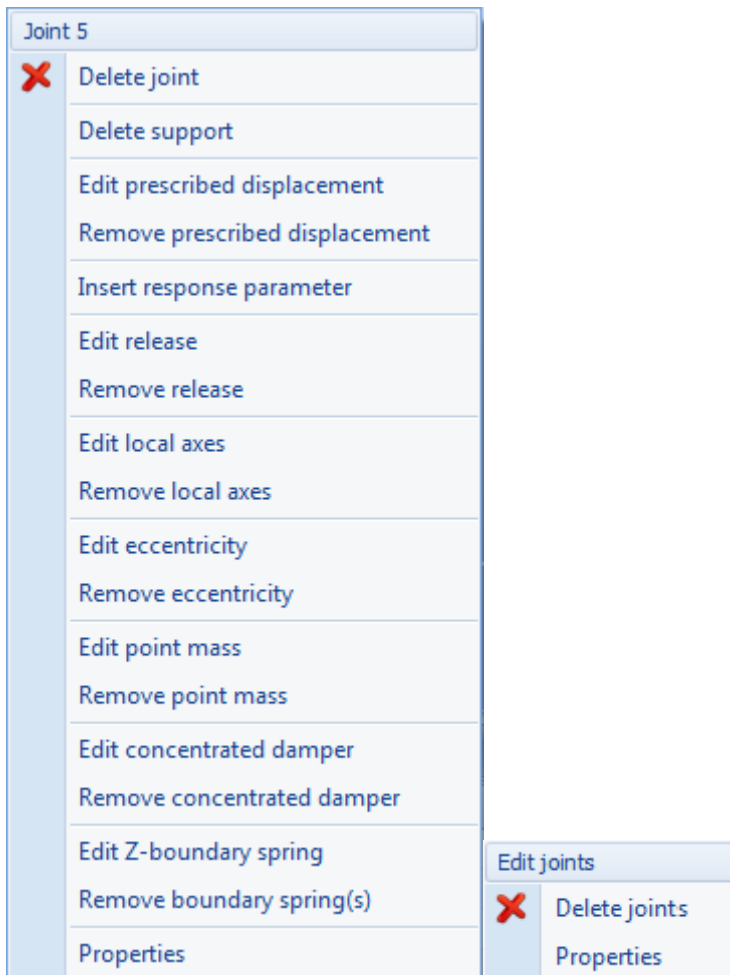 Joint 5
Delete joint
Delete support
Edit prescribed displacement
Remove prescribed displacement
Insert response parameter
Edit release
Remove release
Edit local axes
Remove local axes
Edit eccentricity
Remove eccentricity
Edit point mass
Remove point mass
Edit concentrated damper
Remove concentrated damper
Edit Z-boundary spring
Remove boundary spring(s)
Properties
Edit joints
Delete joints
Properties